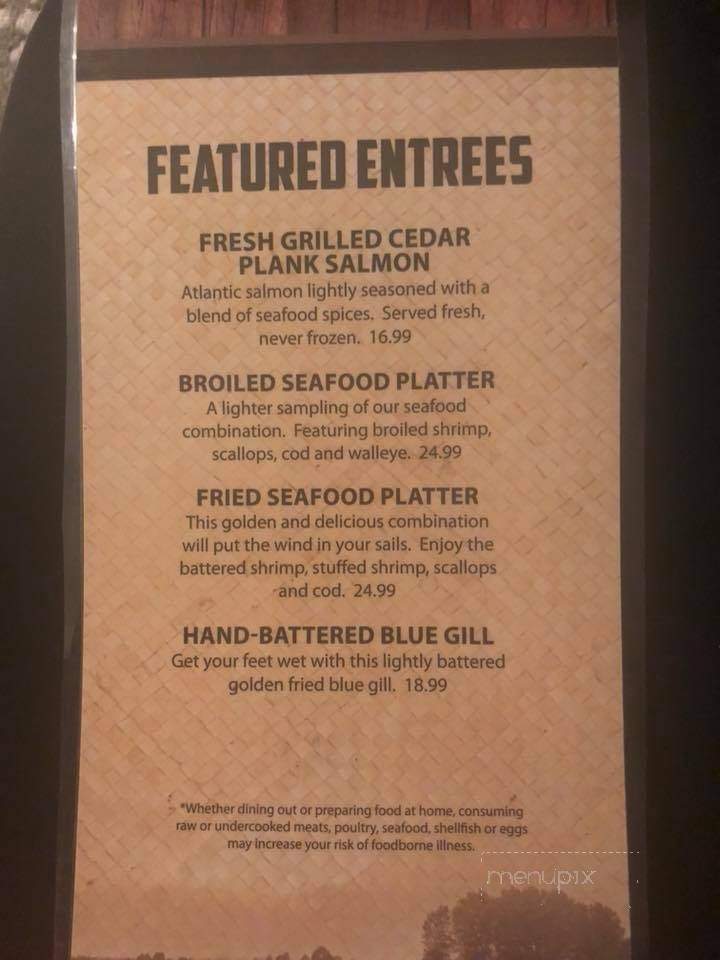 FEATURED ENTREES
FRESH GRILLED CEDAR
PLANK SALMON
Atlantic salmon lightly seasoned with a
blend of seafood spices. Served fresh,
never frozen. 16.99
BROILED SEAFOOD PLATTER
A lighter sampling of our seafood
combination. Featuring broiled shrimp,
scallops, cod and walleye. 24.99
FRIED SEAFOOD PLATTER
This golden and delicious combination
will put the wind in your sails. Enjoy the
battered shrimp, stuffed shrimp, scallops
and cod. 24.99
HAND-BATTERED BLUE GILL
Get your feet wet with this lightly battered
golden fried blue gill. 18.99
*Whether dining out or preparing food at home, consuming
raw or undercooked meats, poultry, seafood, shellfish or eggs
may increase your risk of foodborne illness.
menupix